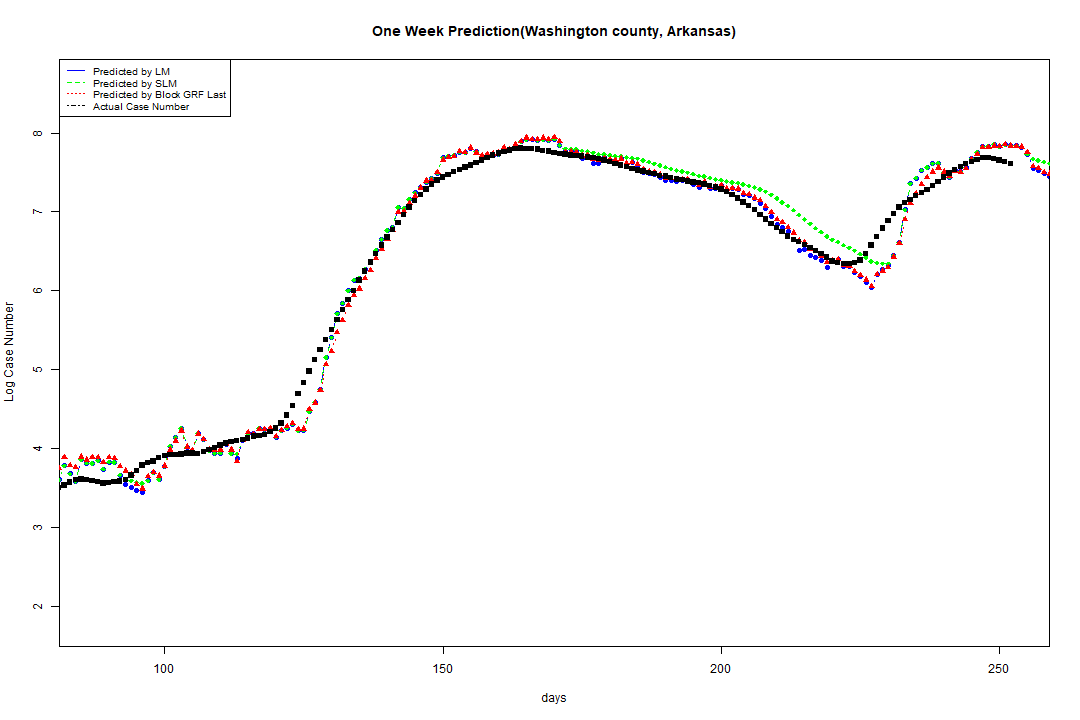 One Week Prediction(Washington county, Arkansas)
Predicted by LM
Predicted by SLM
Predicted by Block GRF Last
Actual Case Number
8
7
6
5
4
3
2
Log Case Number
100 150 200 250
days